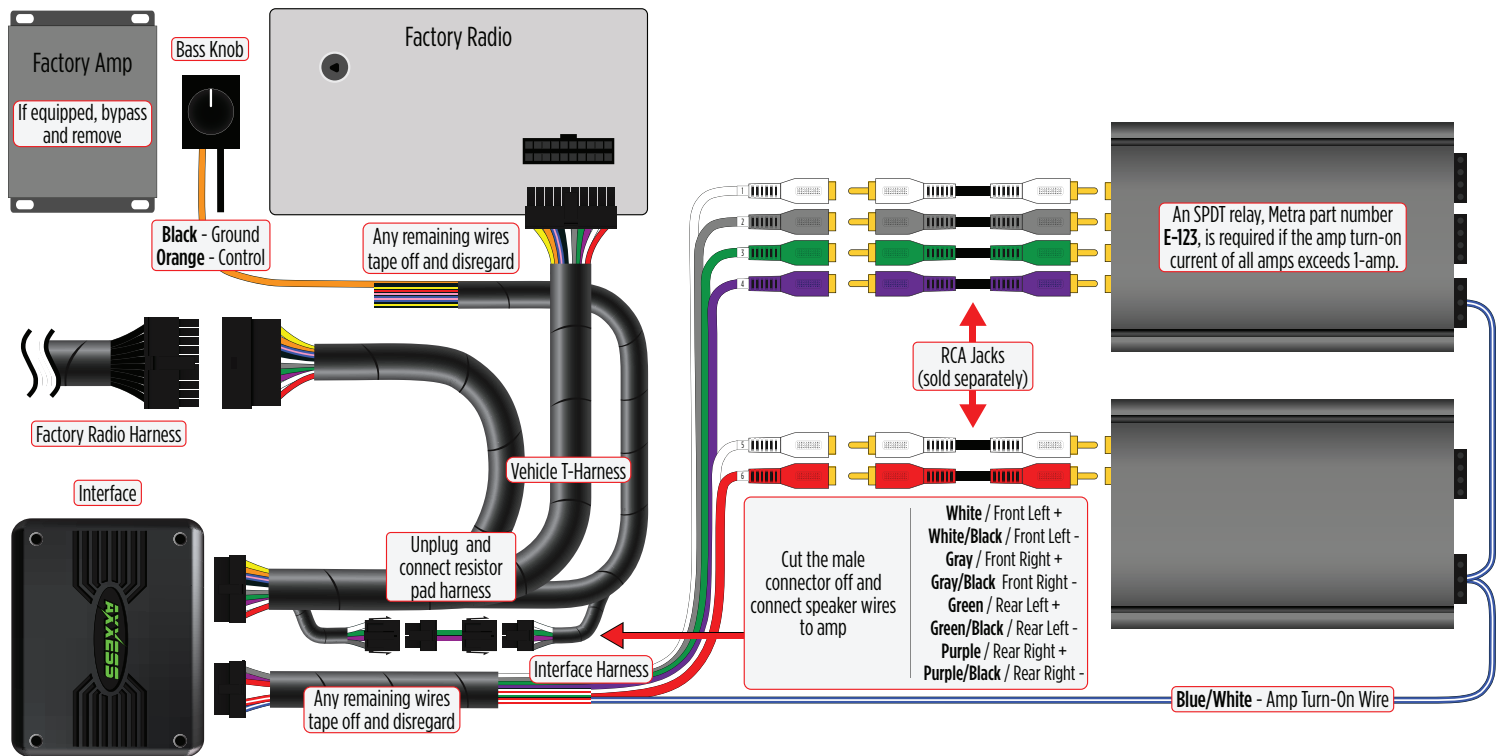 Factory Amp
If equipped, bypass
and remove
Bass Knob
Factory Radio
Black - Ground
Orange - Control
Any remaining wires
tape off and disregard
Factory Radio Harness
Vehicle T-Harness
Interface
AXXESS
Unplug and
connect resistor
pad harness
Interface Harness
Any remaining wires
tape off and disregard
1
2
3
4
5
6
RCA Jacks
(sold separately)
An SPDT relay, Metra part number
E-123, is required if the amp turn-on
current of all amps exceeds 1-amp.
Cut the male
connector off and
connect speaker wires
to amp
White / Front Left +
White/Black / Front Left -
Gray / Front Right +
Gray/Black Front Right -
Green / Rear Left +
Green/Black / Rear Left -
Purple / Rear Right +
Purple/Black / Rear Right -
Blue/White - Amp Turn-On Wire